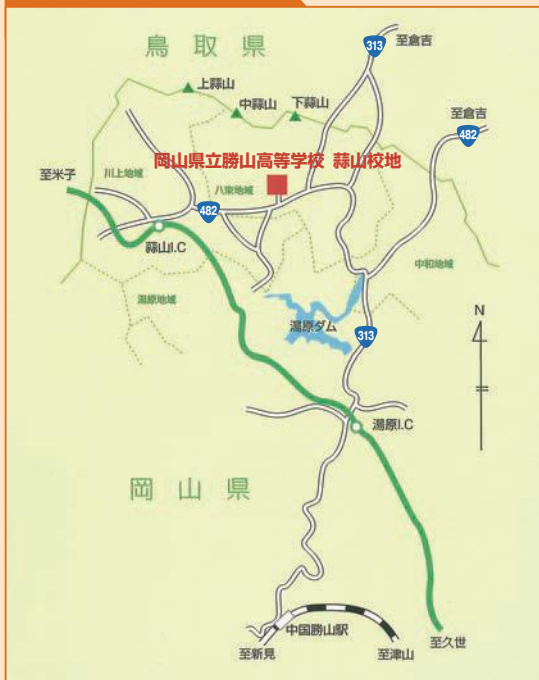 鳥取県
313
至倉吉
上蒜山
中蒜山
下蒜山
至倉吉
482
岡山県立勝山高等学校 蒜山校地
至米子
川上地域
八束地域
482
蒜山I.C
中和地域
湯原地域
湯原ダム
313
N
湯原I.C
岡山県
中国勝山駅
至新見
至津山
至久世